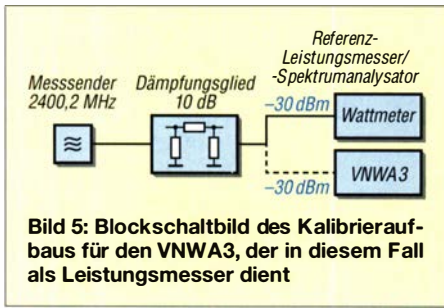 Referenz-
Leistungsmesser/
-Spektrumanalysator
Messsender
2400,2 MHz
Dämpfungsglied
10 dB
–30 dBm
Wattmeter
VNWA3
–30 dBm
Bild 5: Blockschaltbild des Kalibrierauf-
baus für den VNWA3, der in diesem Fall
als Leistungsmesser dient